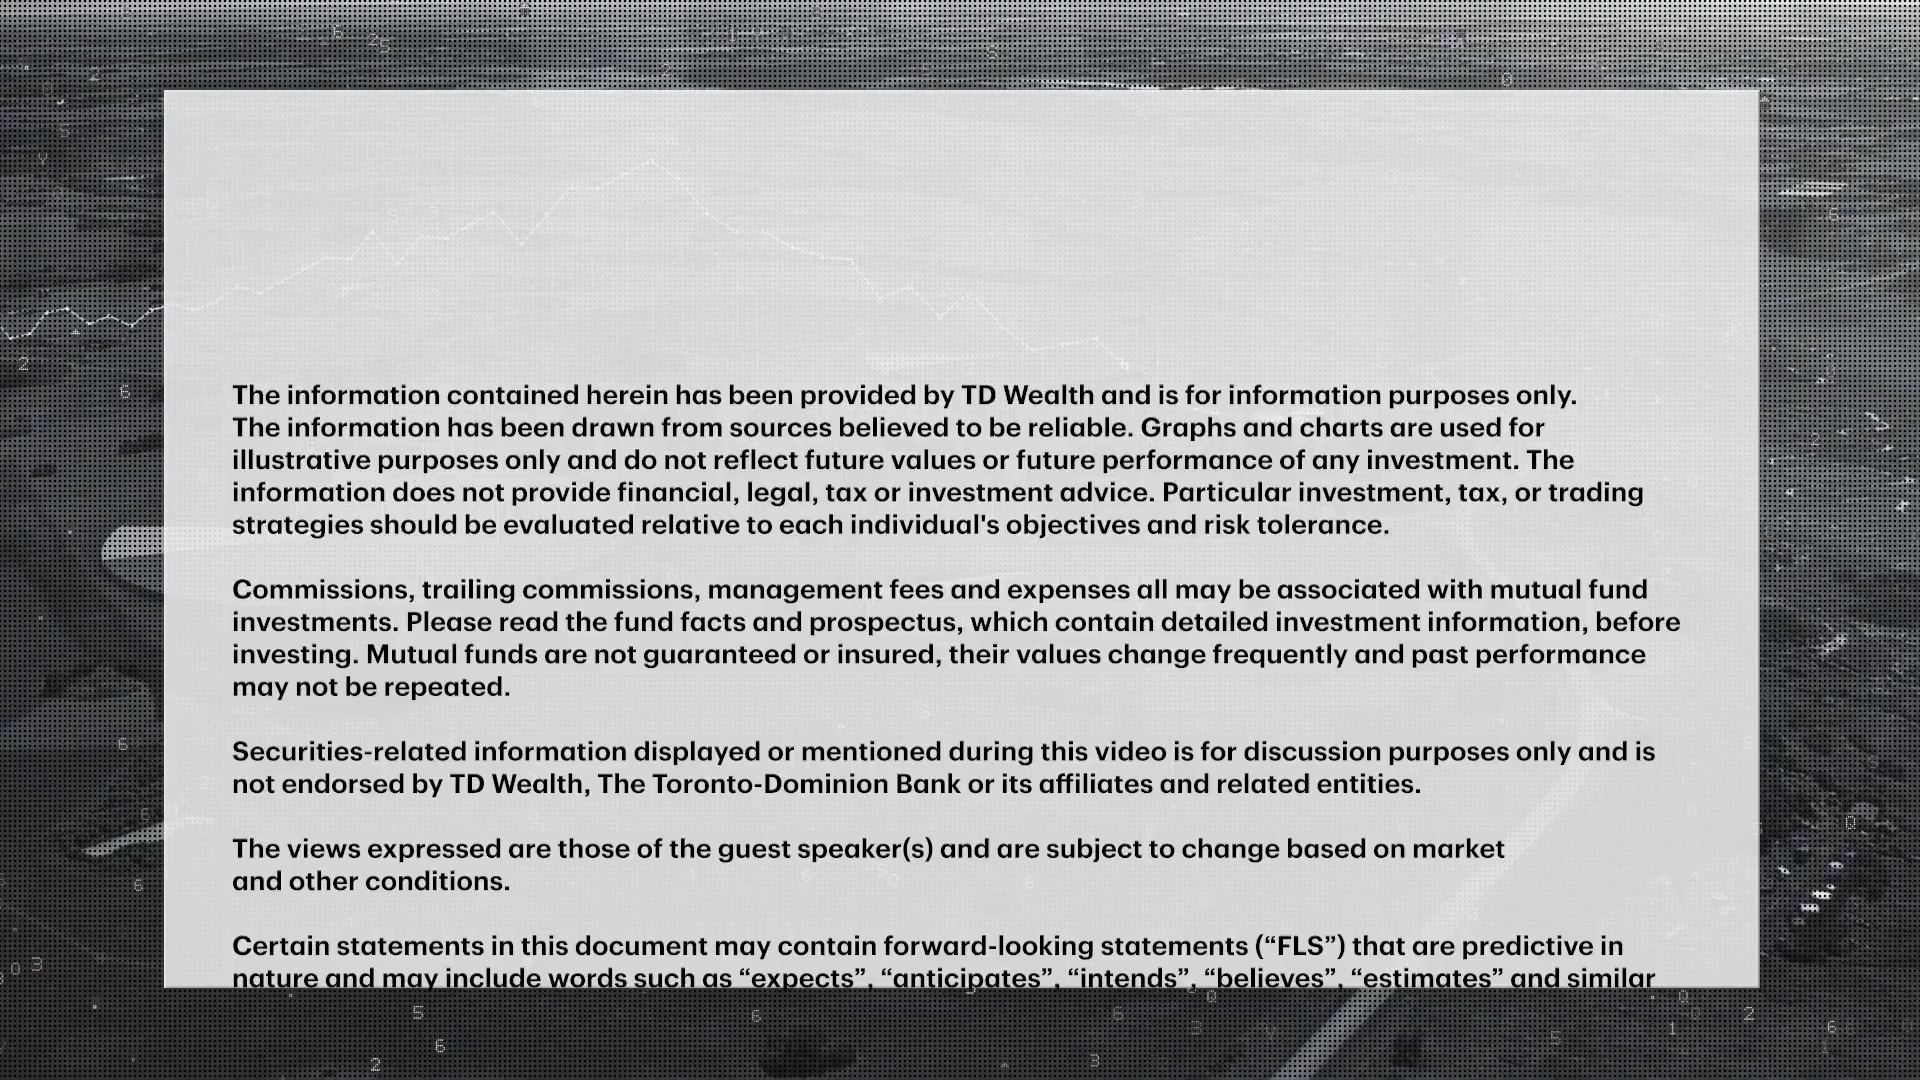 The information contained herein has been provided by TD Wealth and is for information purposes only.
The information has been drawn from sources believed to be reliable. Graphs and charts are used for
illustrative purposes only and do not reflect future values or future performance of any investment. The
information does not provide financial, legal, tax or investment advice. Particular investment, tax, or trading
strategies should be evaluated relative to each individual's objectives and risk tolerance.
Commissions, trailing commissions, management fees and expenses all may be associated with mutual fund
investments. Please read the fund facts and prospectus, which contain detailed investment information, before
investing. Mutual funds are not guaranteed or insured, their values change frequently and past performance
may not be repeated.
Securities-related information displayed or mentioned during this video is for discussion purposes only and is
not endorsed by TD Wealth, The Toronto-Dominion Bank or its affiliates and related entities.
The views expressed are those of the guest speaker(s) and are subject to change based on market
and other conditions.
Certain statements in this document may contain forward-looking statements (“FLS”) that are predictive in
nature and may include words such as “expects”, “anticipates”, “intends”, “believes”, “estimates” and similar